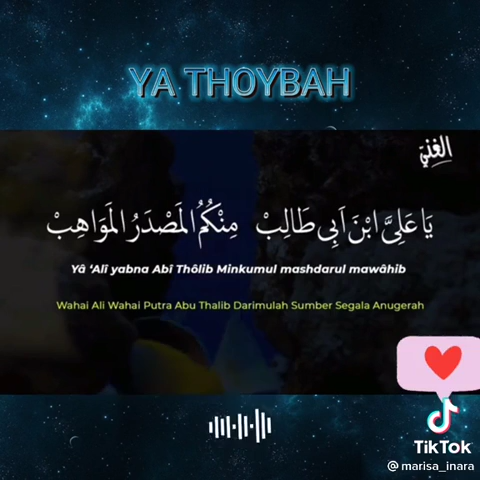 YA THOYBAH
الغني
يَا عَلِيَّ ابْنَ اَبِى طَالِبْ مِنْكُمُ الْمَصْدَرُ الْمَوَاهِبْ
Yâ ‘Alî yabna Abî Thôlib Minkumul mashdarul mawâhib
Wahai Ali Wahai Putra Abu Thalib Darimulah Sumber Segala Anugerah
TikTok
@marisa_inara